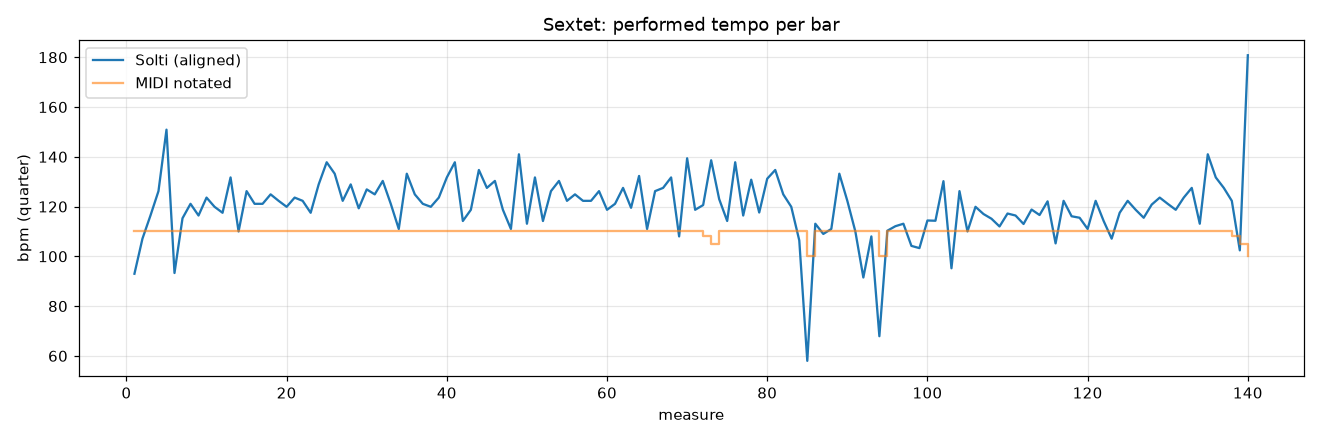 Sextet: performed tempo per bar
Solti (aligned)
MIDI notated
bpm (quarter)
180
160
140
120
100
80
60
0 20 40 60 80 100 120 140
measure